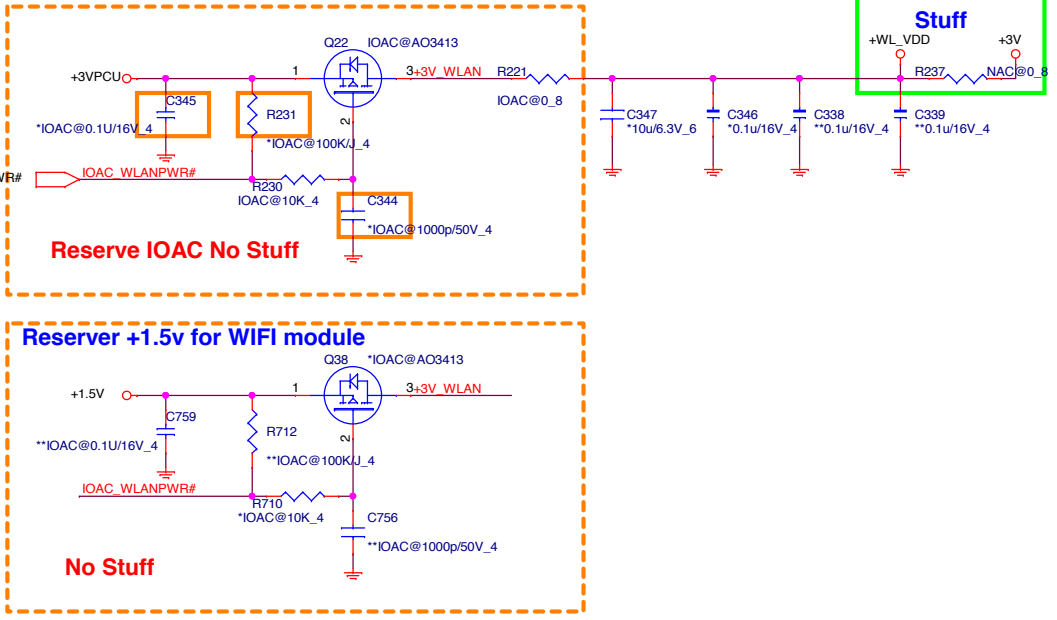 Stuff
+WL_VDD
+3V
R237
NAC@0_8
Q22
IOAC@AO3413
+3VPCU
1
3
+3V_WLAN
R221
IOAC@0_8
2
C345
*IOAC@0.1U/16V_4
R231
*IOAC@100K/J_4
C347
*10u/6.3V_6
C346
*0.1u/16V_4
C338
**0.1u/16V_4
C339
**0.1u/16V_4
WR#
IOAC_WLANPWR#
R230
IOAC@10K_4
C344
*IOAC@1000p/50V_4
Reserve IOAC No Stuff
Reserver +1.5v for WIFI module
Q38
*IOAC@AO3413
+1.5V
1
3
+3V_WLAN
2
C759
**IOAC@0.1U/16V_4
R712
**IOAC@100K/J_4
IOAC_WLANPWR#
R710
*IOAC@10K_4
C756
**IOAC@1000p/50V_4
No Stuff